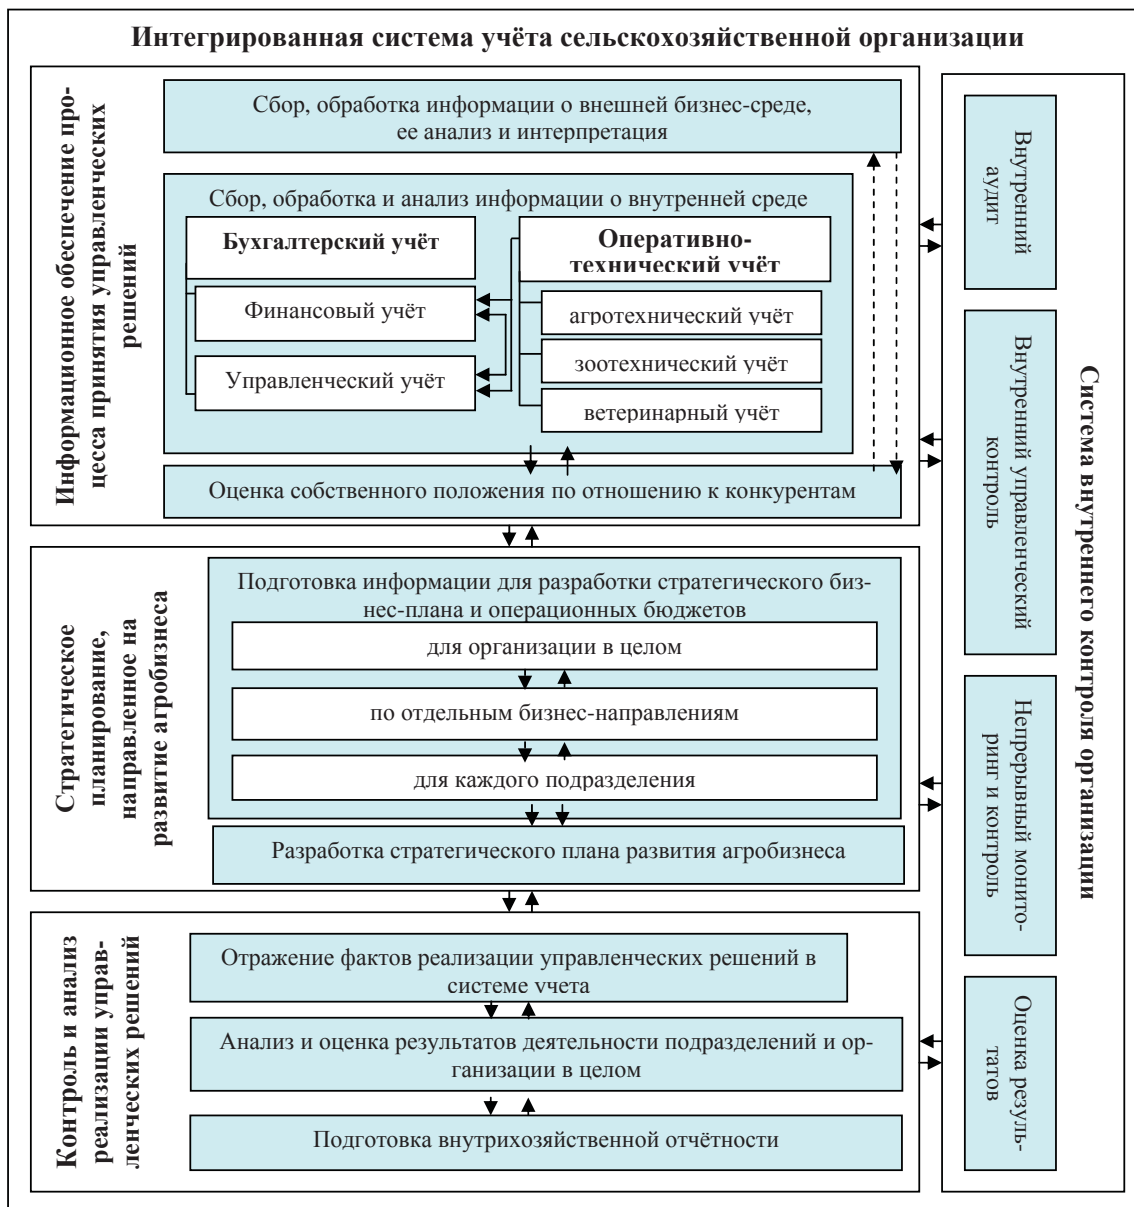 Интегрированная система учёта сельскохозяйственной организации
Информационное обеспечение про-
цесса принятия управленческих
решений
Сбор, обработка информации о внешней бизнес-среде,
ее анализ и интерпретация
Сбор, обработка и анализ информации о внутренней среде
Бухгалтерский учёт
Финансовый учёт
Управленческий учёт
Оперативно-
технический учёт
агротехнический учёт
зоотехнический учёт
ветеринарный учёт
Оценка собственного положения по отношению к конкурентам
Стратегическое
планирование,
направленное на
развитие агробизнеса
Подготовка информации для разработки стратегического биз-
нес-плана и операционных бюджетов
для организации в целом
по отдельным бизнес-направлениям
для каждого подразделения
Разработка стратегического плана развития агробизнеса
Контроль и анализ
реализации управ-
ленческих решений
Отражение фактов реализации управленческих решений в
системе учета
Анализ и оценка результатов деятельности подразделений и ор-
ганизации в целом
Подготовка внутрихозяйственной отчётности
Внутренний
аудит
Внутренний управленческий
контроль
Непрерывный монито-
ринг и контроль
Оценка резуль-
татов
Система внутреннего контроля организации